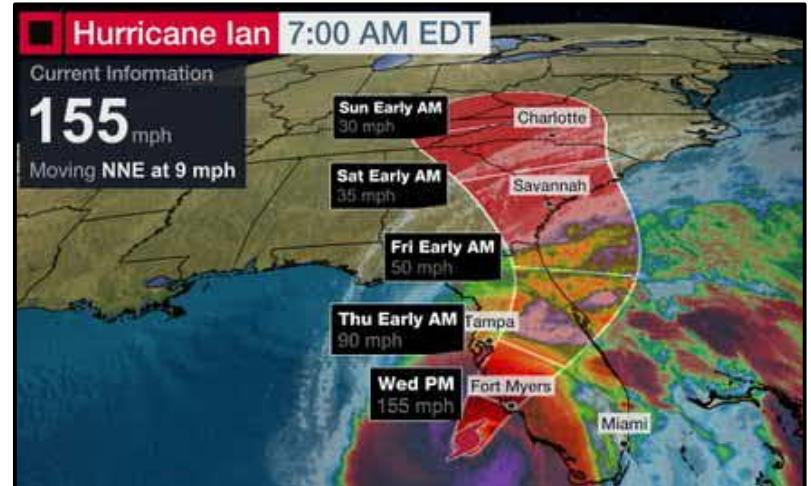 Hurricane Ian 7:00 AM EDT
Current Information
155 mph
Moving NNE at 9 mph
Sun Early AM
30 mph
Charlotte
Sat Early AM
35 mph
Savannah
Fri Early AM
50 mph
Thu Early AM
90 mph
Tampa
Wed PM
155 mph
Fort Myers
Miami